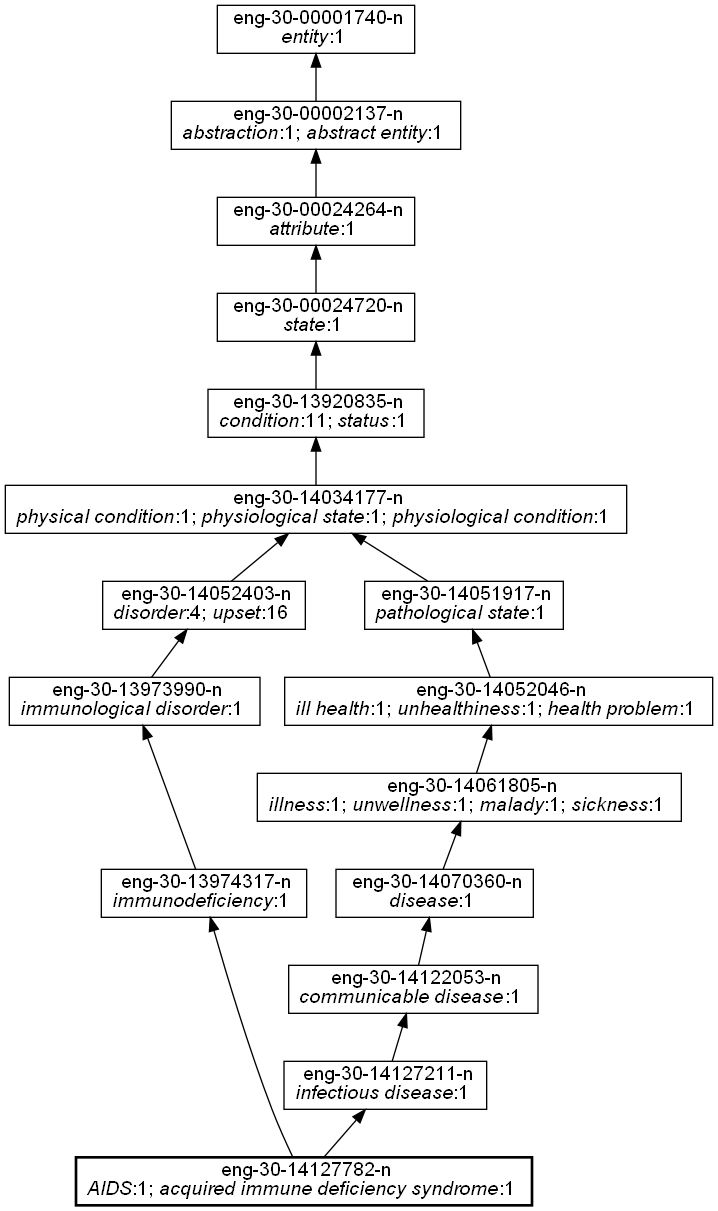 eng-30-00001740-n
entity:1
eng-30-00002137-n
abstraction:1; abstract entity:1
eng-30-00024264-n
attribute:1
eng-30-00024720-n
state:1
eng-30-13920835-n
condition:11; status:1
eng-30-14034177-n
physical condition:1; physiological state:1; physiological condition:1
eng-30-14052403-n
disorder:4; upset:16
eng-30-14051917-n
pathological state:1
eng-30-13973990-n
immunological disorder:1
eng-30-14052046-n
ill health:1; unhealthiness:1; health problem:1
eng-30-14061805-n
illness:1; unwellness:1; malady:1; sickness:1
eng-30-13974317-n
immunodeficiency:1
eng-30-14070360-n
disease:1
eng-30-14122053-n
communicable disease:1
eng-30-14127211-n
infectious disease:1
eng-30-14127782-n
AIDS:1; acquired immune deficiency syndrome:1